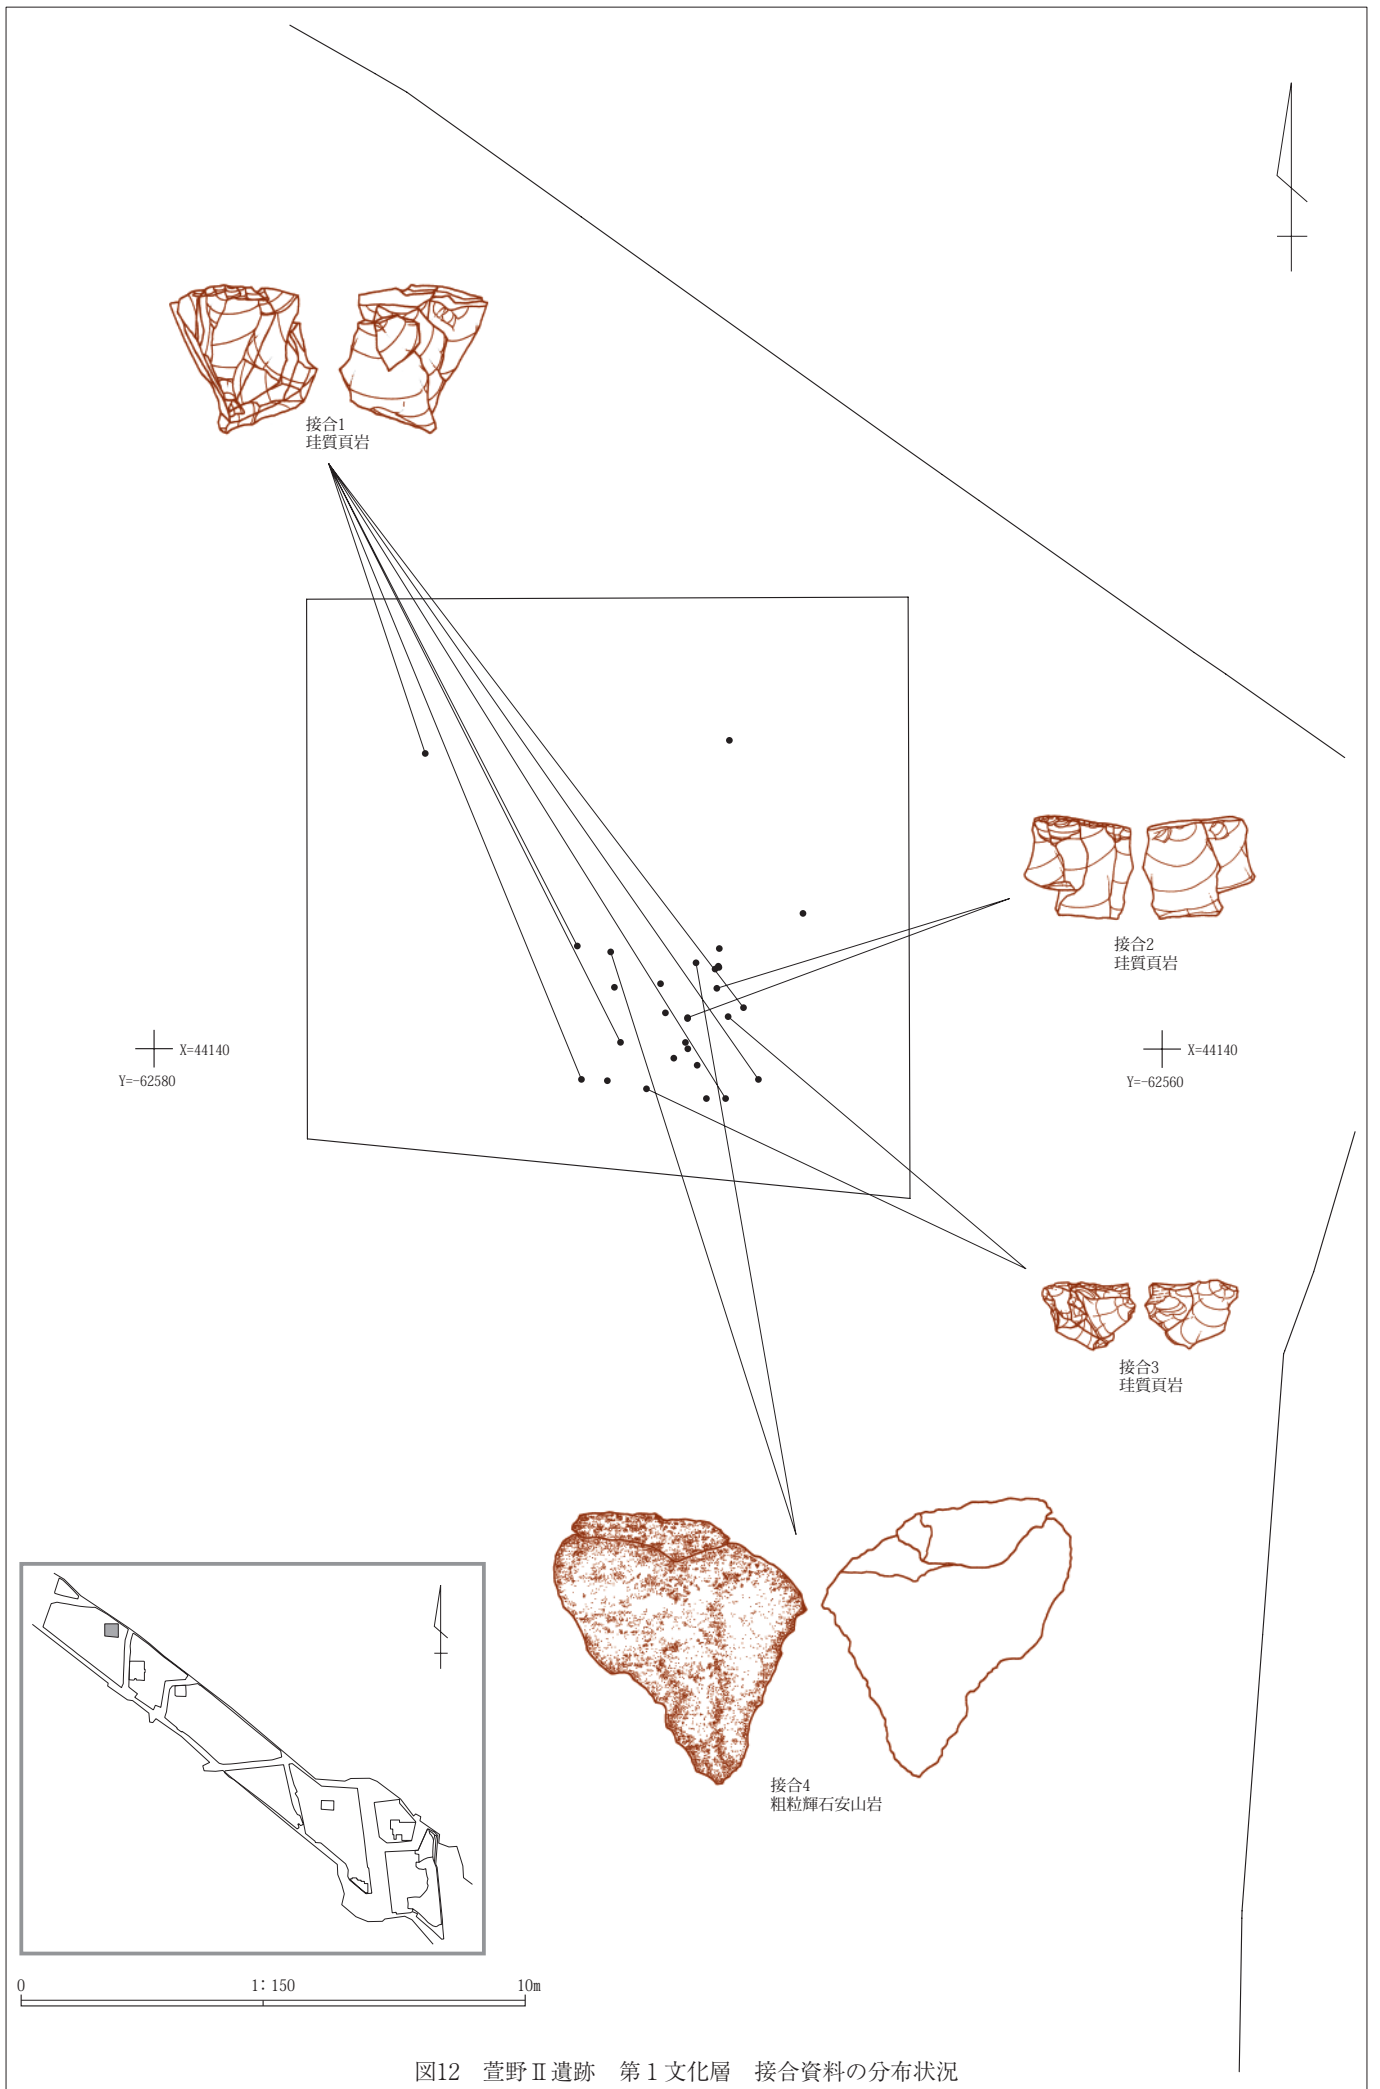 接合1
珪質頁岩
接合2
珪質頁岩
X=44140
Y=-62580
X=44140
Y=-62560
接合3
珪質頁岩
接合4
粗粒輝石安山岩
0 1：150 10m
図12 萱野Ⅱ遺跡 第１文化層 接合資料の分布状況